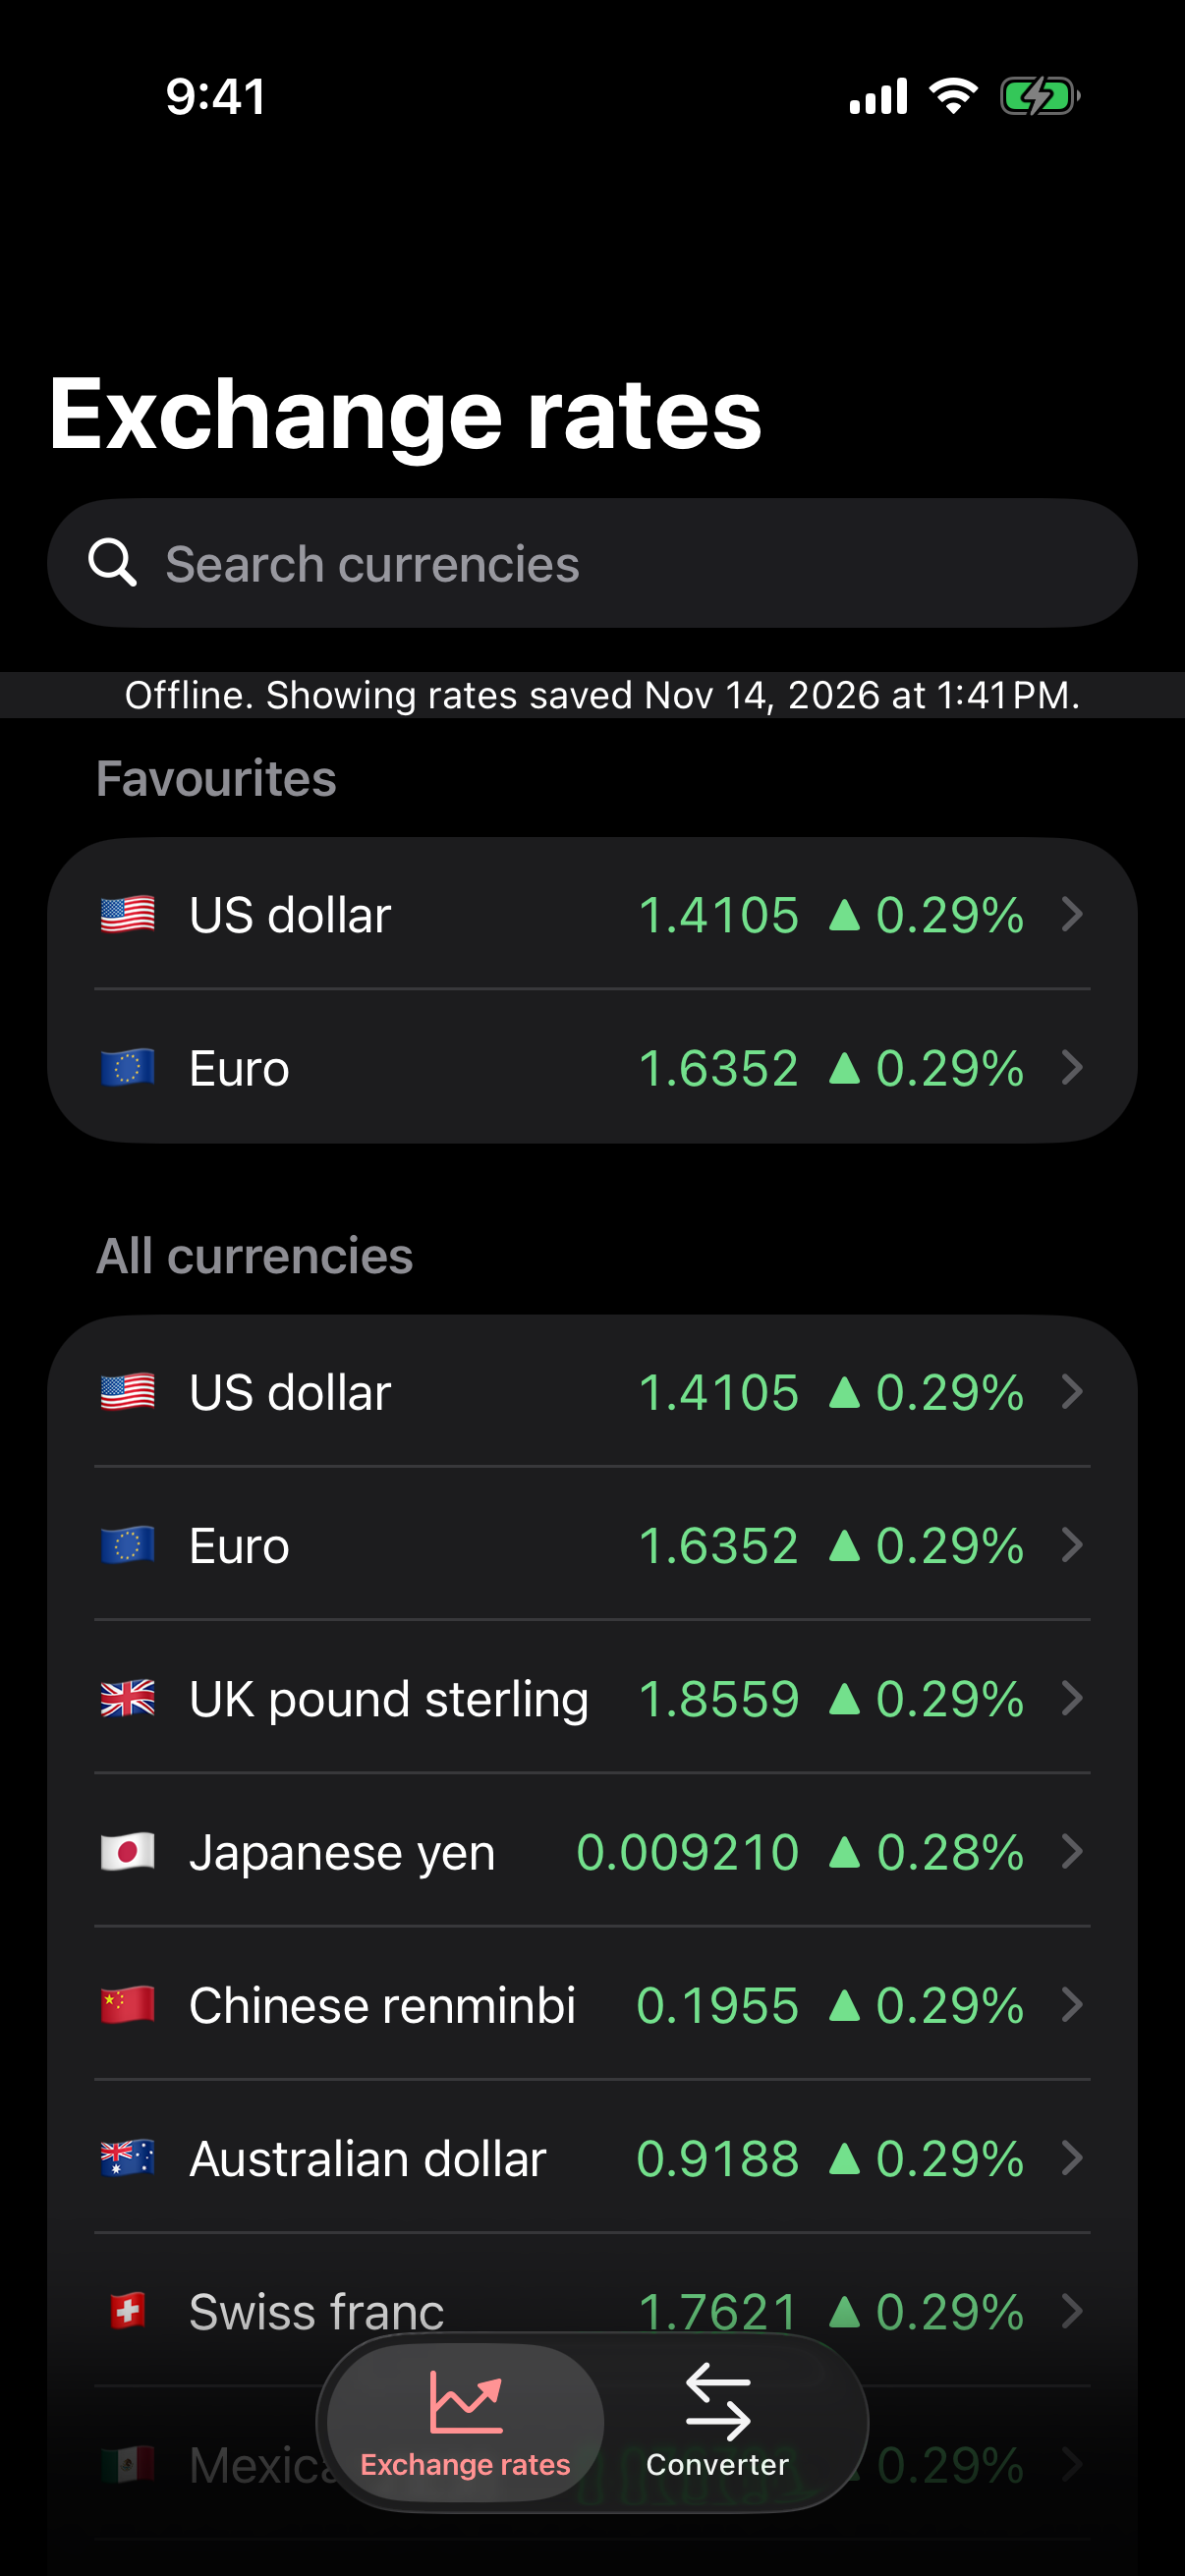 9:41
Exchange rates
Search currencies
Offline. Showing rates saved Nov 14, 2026 at 1:41 PM.
Favourites
US dollar 1.4105 ▲ 0.29%
Euro 1.6352 ▲ 0.29%
All currencies
US dollar 1.4105 ▲ 0.29%
Euro 1.6352 ▲ 0.29%
UK pound sterling 1.8559 ▲ 0.29%
Japanese yen 0.009210 ▲ 0.28%
Chinese renminbi 0.1955 ▲ 0.29%
Australian dollar 0.9188 ▲ 0.29%
Swiss franc 1.7621 ▲ 0.29%
0.29%
Exchange rates Converter